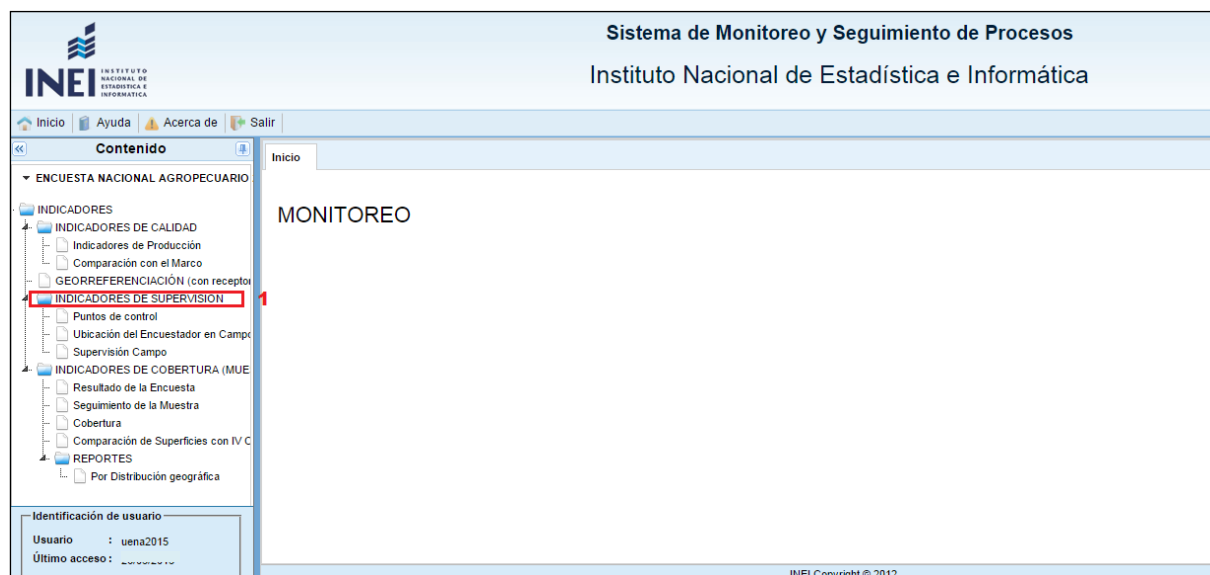 Sistema de Monitoreo y Seguimiento de Procesos
Instituto Nacional de Estadística e Informática
INEI
INSTITUTO
NACIONAL DE
ESTADISTICA E
INFORMATICA
Inicio Ayuda Acerca de Salir
Contenido
Inicio
ENCUESTA NACIONAL AGROPECUARIO
MONITOREO
INDICADORES
INDICADORES DE CALIDAD
Indicadores de Producción
Comparación con el Marco
GEORREFERENCIACIÓN (con receptor
INDICADORES DE SUPERVISION 1
Puntos de control
Ubicación del Encuestador en Campo
Supervisión Campo
INDICADORES DE COBERTURA (MUE
Resultado de la Encuesta
Seguimiento de la Muestra
Cobertura
Comparación de Superficies con IV C
REPORTES
Por Distribución geográfica
Identificación de usuario
Usuario : uena2015
Último acceso :
INEI Copyright © 2012